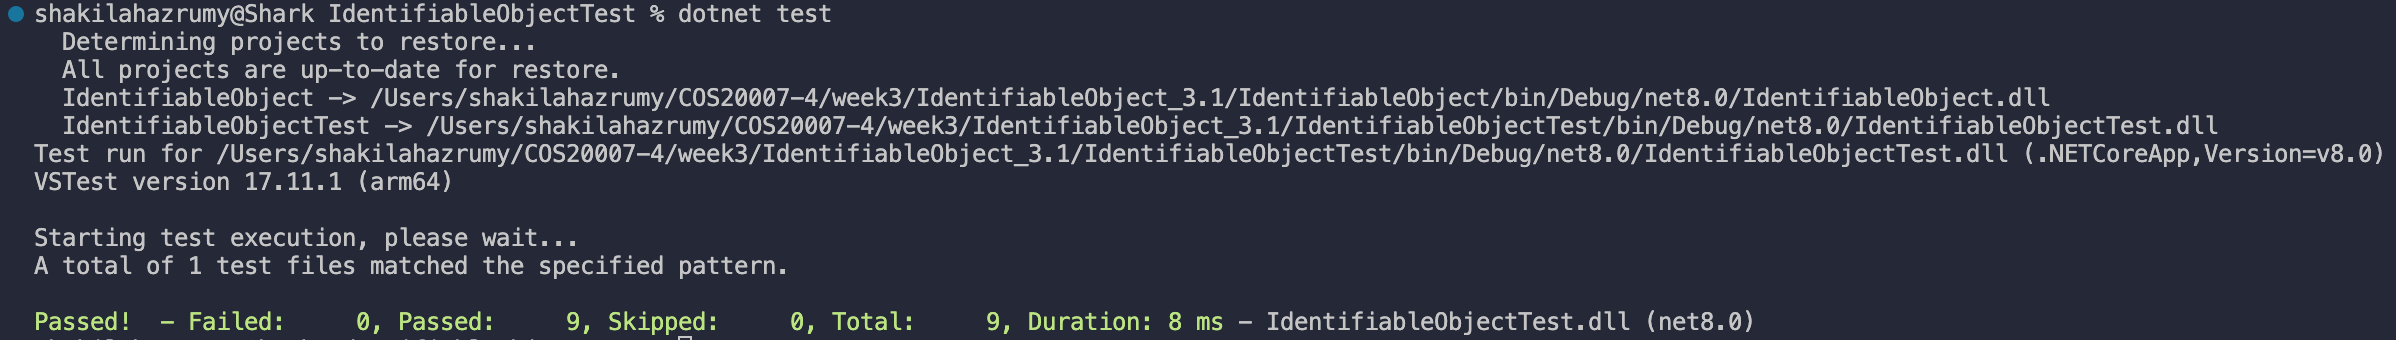 shakilahazrumy@Shark IdentifiableObjectTest % dotnet test
Determining projects to restore...
All projects are up-to-date for restore.
IdentifiableObject -> /Users/shakilahazrumy/COS20007-4/week3/IdentifiableObject_3.1/IdentifiableObject/bin/Debug/net8.0/IdentifiableObject.dll
IdentifiableObjectTest -> /Users/shakilahazrumy/COS20007-4/week3/IdentifiableObject_3.1/IdentifiableObjectTest/bin/Debug/net8.0/IdentifiableObjectTest.dll
Test run for /Users/shakilahazrumy/COS20007-4/week3/IdentifiableObject_3.1/IdentifiableObjectTest/bin/Debug/net8.0/IdentifiableObjectTest.dll (.NETCoreApp,Version=v8.0)
VSTest version 17.11.1 (arm64)
Starting test execution, please wait...
A total of 1 test files matched the specified pattern.
Passed!  - Failed:     0, Passed:     9, Skipped:     0, Total:     9, Duration: 8 ms - IdentifiableObjectTest.dll (net8.0)